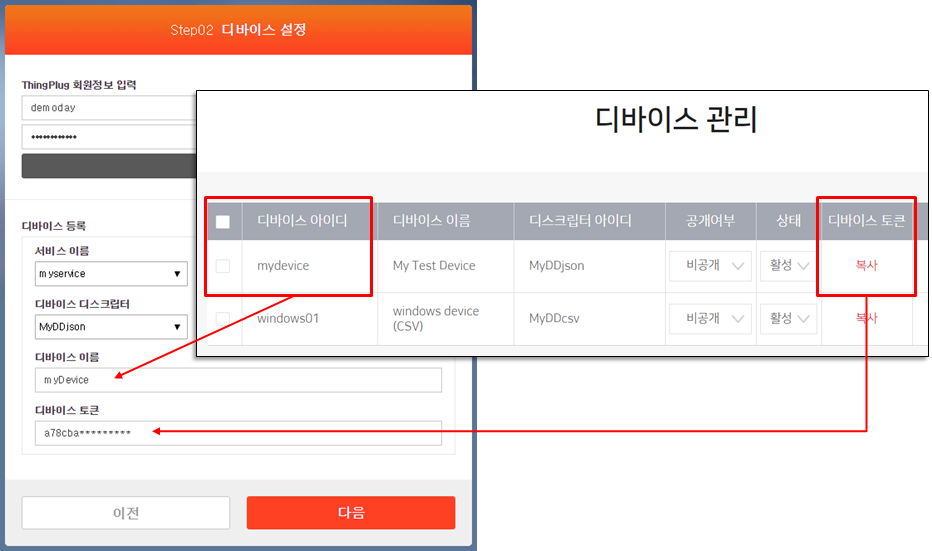 Step02 디바이스 설정
ThingPlug 회원정보 입력
demoday
************
디바이스 등록
서비스 이름
myservice
디바이스 디스크립터
MyDDjson
디바이스 이름
myDevice
디바이스 토큰
a78cba*********
이전
다음
디바이스 관리
디바이스 아이디 디바이스 이름 디스크립터 아이디 공개여부 상태 디바이스 토큰
mydevice My Test Device MyDDjson 비공개 활성 복사
windows01 windows device (CSV) MyDDcsv 비공개 활성 복사